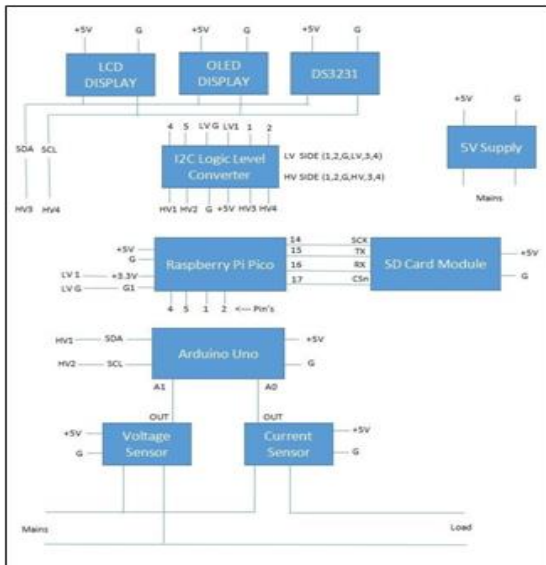 +5V G +5V G +5V G
LCD
DISPLAY
OLED
DISPLAY
DS3231
+5V G
5V Supply
Mains
SDA SCL
HV3 HV4
4 5 LV G LV1 1 2
I2C Logic Level
Converter
LV SIDE (1,2,G,LV,3,4)
HV SIDE (1,2,G,HV,3,4)
HV1 HV2 G +5V HV3 HV4
+5V
G
LV 1 +3.3V
LV G G1
Raspberry Pi Pico
14 SCK
15 TX
16 RX
17 CSn
SD Card Module
+5V
G
4 5 1 2 <--- Pin's
HV1 SDA
HV2 SCL
Arduino Uno
+5V
G
A1 A0
OUT OUT
+5V
G
Voltage
Sensor
Current
Sensor
+5V
G
Mains Load